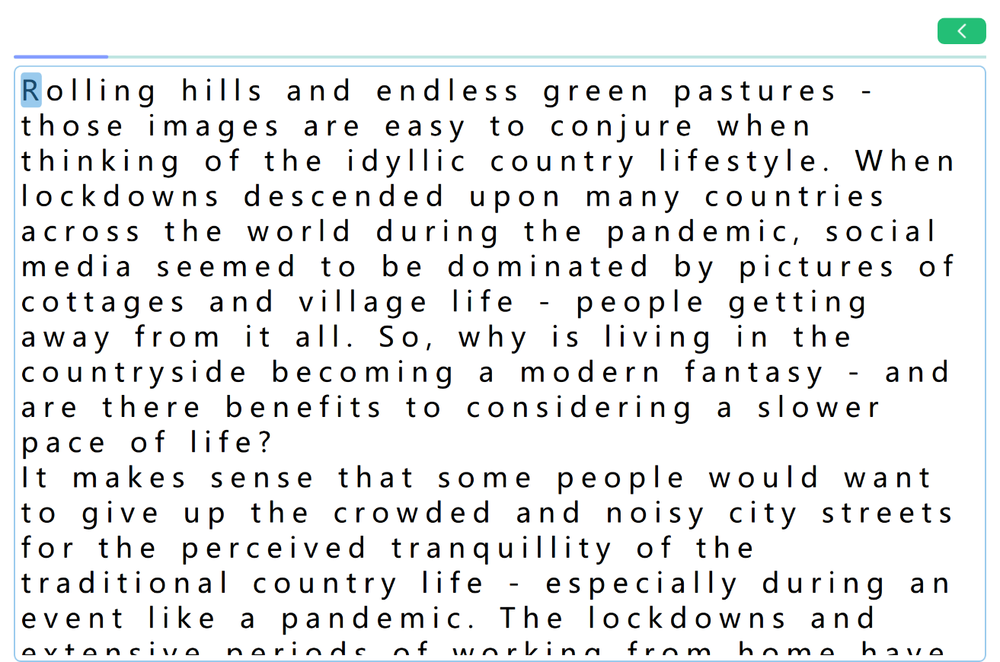 Rolling hills and endless green pastures -
those images are easy to conjure when
thinking of the idyllic country lifestyle. When
lockdowns descended upon many countries
across the world during the pandemic, social
media seemed to be dominated by pictures of
cottages and village life - people getting
away from it all. So, why is living in the
countryside becoming a modern fantasy - and
are there benefits to considering a slower
pace of life?
It makes sense that some people would want
to give up the crowded and noisy city streets
for the perceived tranquillity of the
traditional country life - especially during an
event like a pandemic. The lockdowns and
extensive periods of working from home have